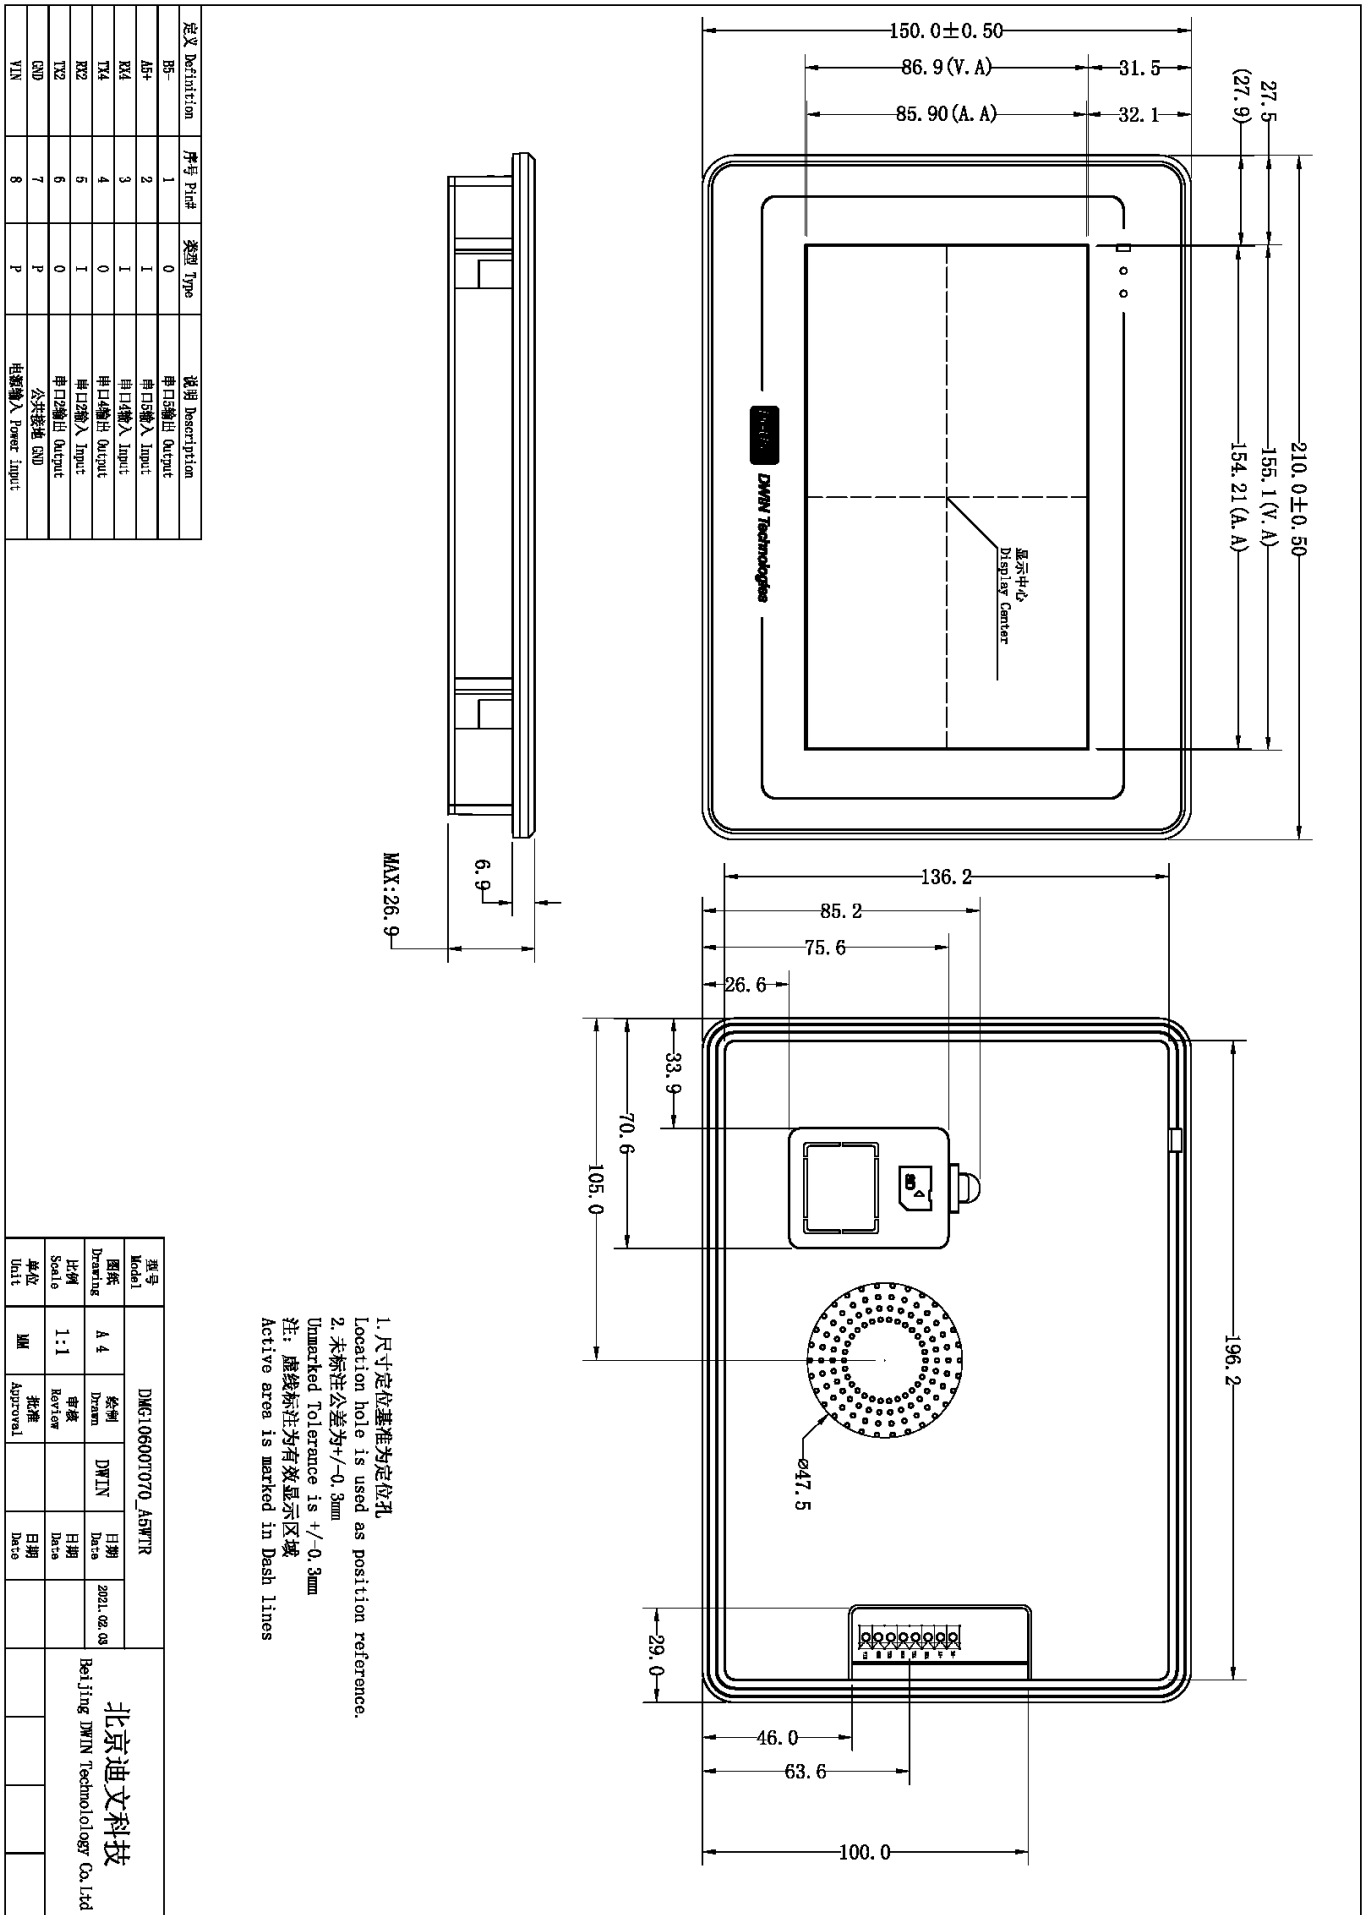 150.0±0.50
86.9(V.A)
31.5
85.90(A.A)
32.1
27.5
(27.9)
210.0±0.50
155.1(V.A)
154.21(A.A)
显示中心
Display Center
DWIN Technologies
6.9
MAX:26.9
136.2
85.2
75.6
26.6
33.9
70.6
105.0
196.2
SD
ø47.5
29.0
46.0
63.6
100.0
定义 Definition 序号 Pin# 类型 Type 说明 Description
B5- 1 O 串口5输出 Output
A5+ 2 I 串口5输入 Input
RX4 3 I 串口4输入 Input
TX4 4 O 串口4输出 Output
RX2 5 I 串口2输入 Input
TX2 6 O 串口2输出 Output
GND 7 P 公共接地 GND
VIN 8 P 电源输入 Power input
1.尺寸定位基准为定位孔
Location hole is used as position reference.
2.未标注公差为+/-0.3mm
Unmarked Tolerance is +/-0.3mm
注: 虚线标注为有效显示区域
Active area is marked in Dash lines
型号 Model DMG10600T070_A5WTR
图纸 Drawing A4 绘制 Drawn DWIN 日期 Date 2021.02.03
比例 Scale 1:1 审核 Review 日期 Date
单位 Unit MM 批准 Approval 日期 Date
北京迪文科技
Beijing DWIN Technolology Co.Ltd